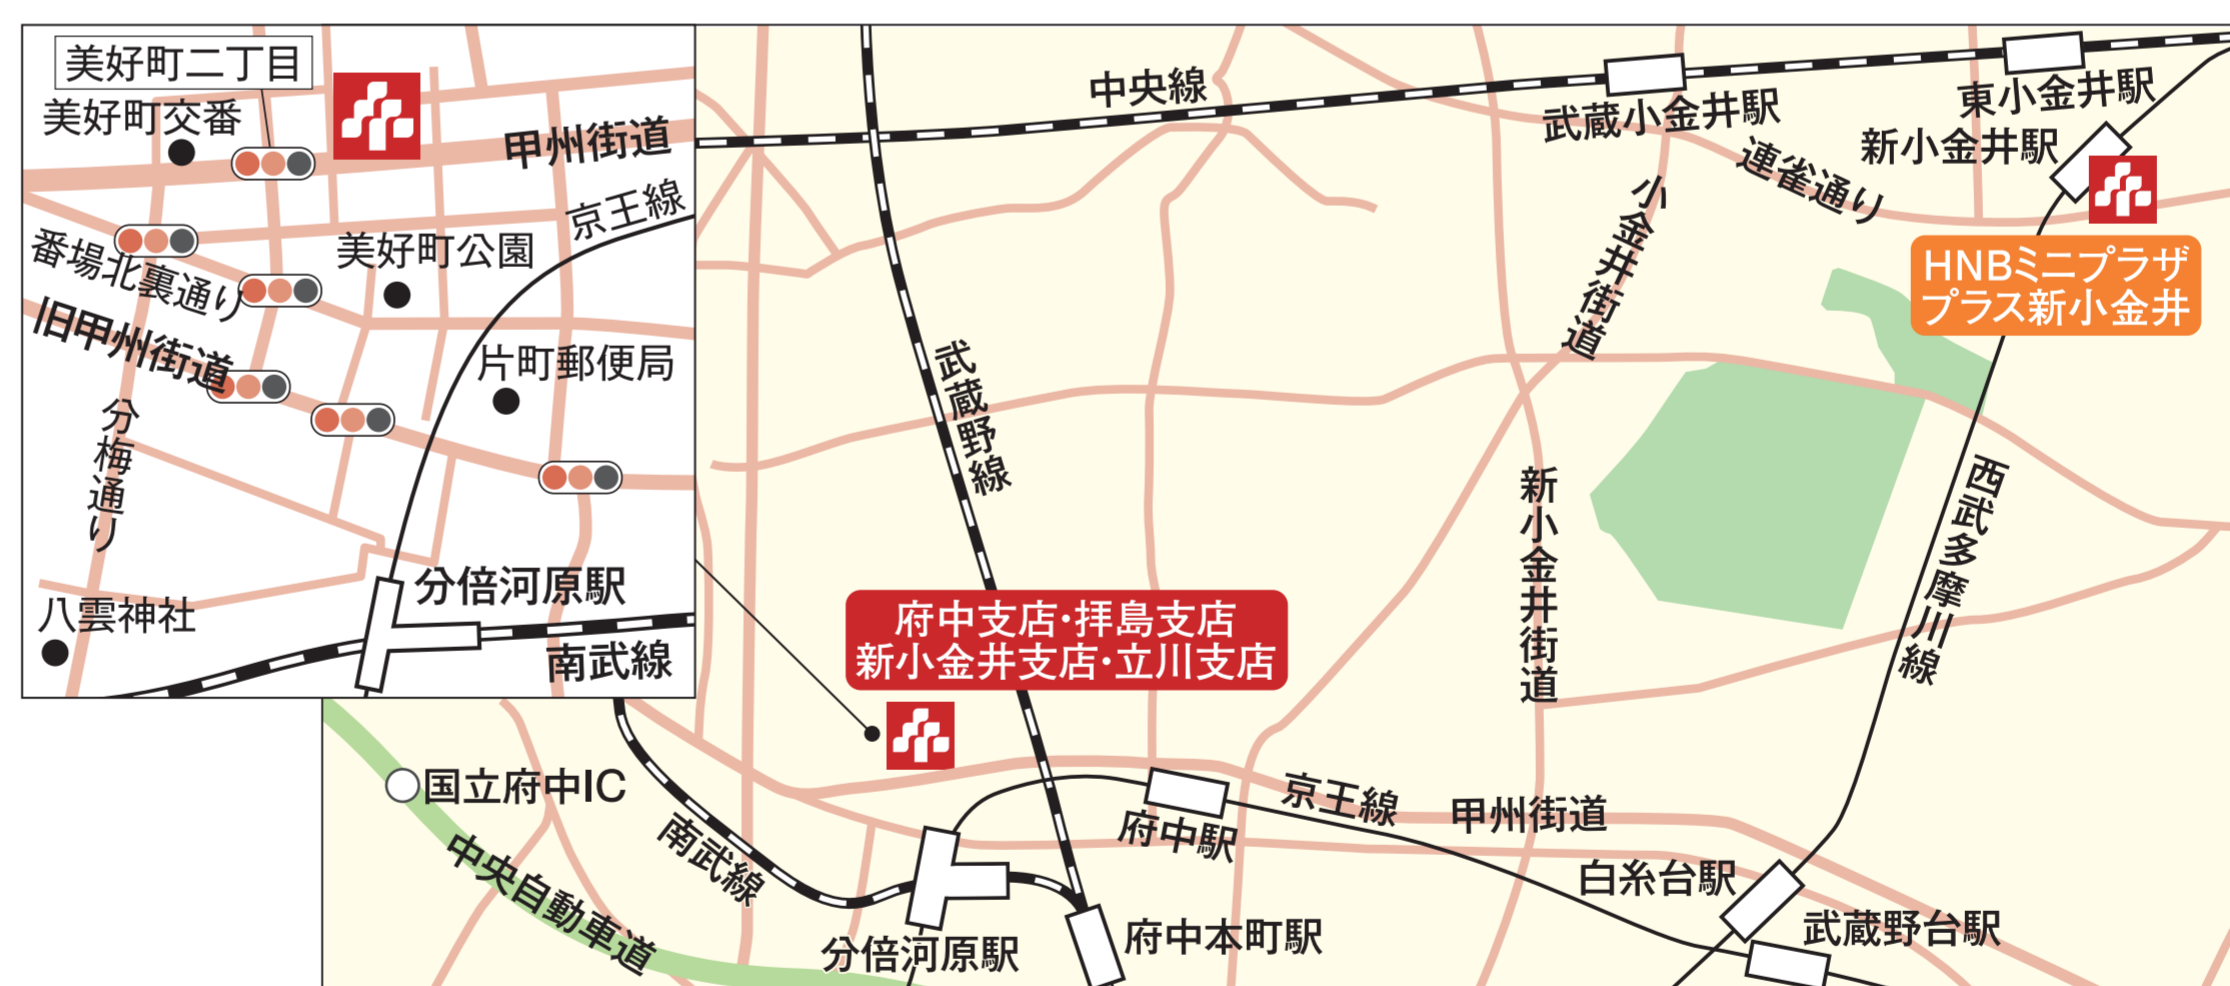 美好町二丁目
美好町交番
甲州街道
京王線
番場北裏通り
美好町公園
旧甲州街道
片町郵便局
分梅通り
分倍河原駅
八雲神社
南武線
中央線
武蔵小金井駅
東小金井駅
新小金井駅
連雀通り
小金井街道
HNBミニプラザ
プラス新小金井
武蔵野線
新小金井街道
西武多摩川線
府中支店・拝島支店
新小金井支店・立川支店
国立府中IC
中央自動車道
南武線
府中駅
京王線
甲州街道
白糸台駅
武蔵野台駅
分倍河原駅
府中本町駅